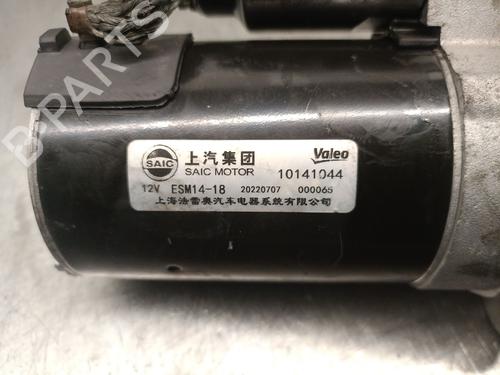 B-PARTS
SAIC 上汽集团 Valeo
SAIC MOTOR 10141044
12V ESM14-18 20220707 000065
上海法雷奥汽车电器系统有限公司